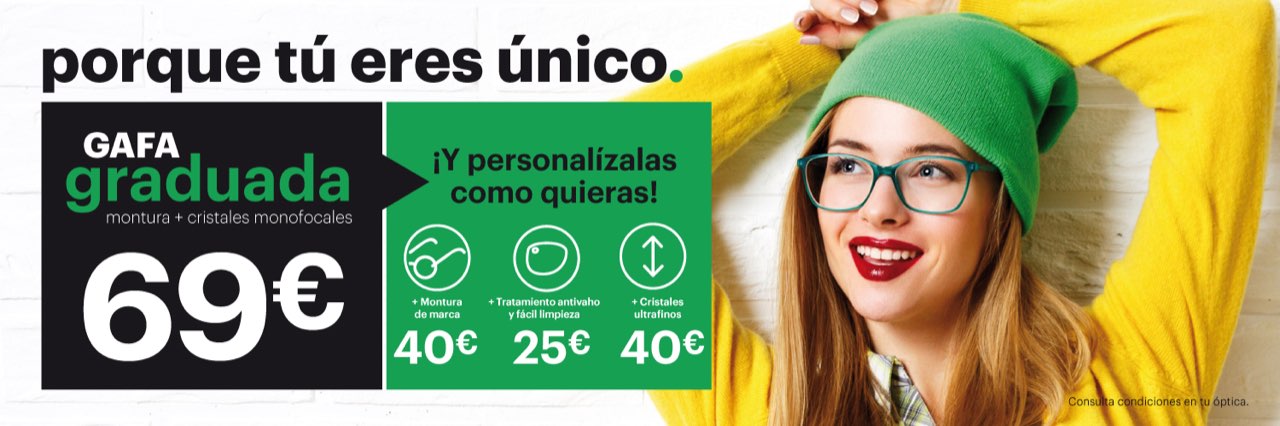 porque tú eres único.
GAFA
graduada
montura + cristales monofocales
69€
¡Y personalízalas
como quieras!
+ Montura
de marca
40€
+ Tratamiento antivaho
y fácil limpieza
25€
+ Cristales
ultrafinos
40€
Consulta condiciones en tu óptica.